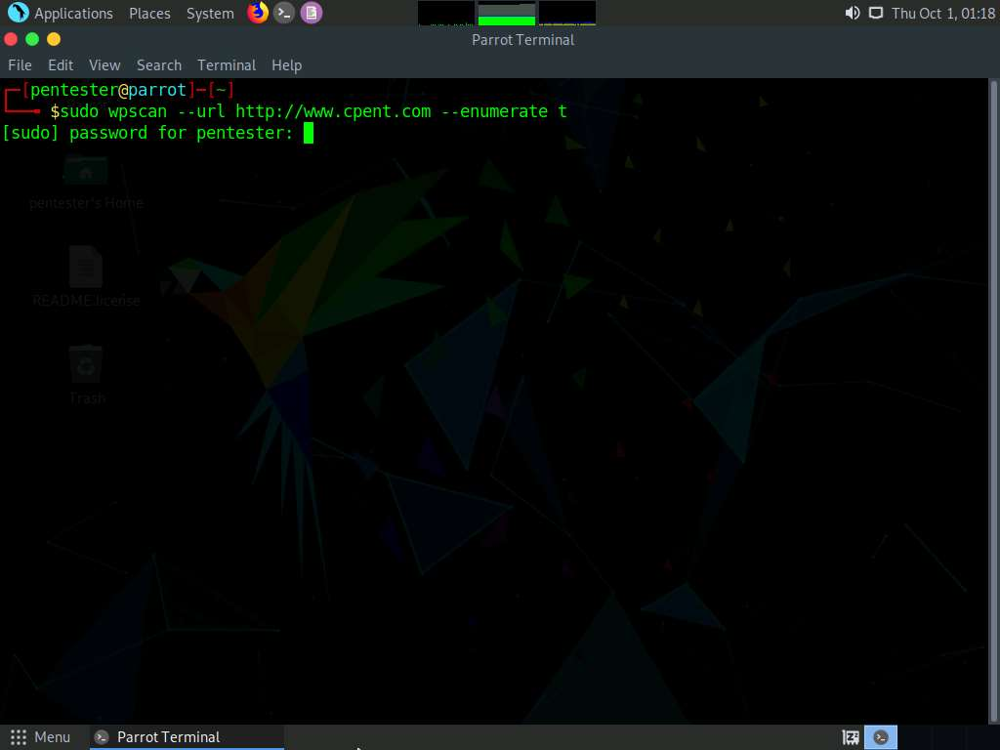 Applications Places System Thu Oct 1, 01:18
Parrot Terminal
File Edit View Search Terminal Help
[pentester@parrot]─[~]
$sudo wpscan --url http://www.cpent.com --enumerate t
[sudo] password for pentester:
pentester's Home
README.license
Trash
Menu Parrot Terminal